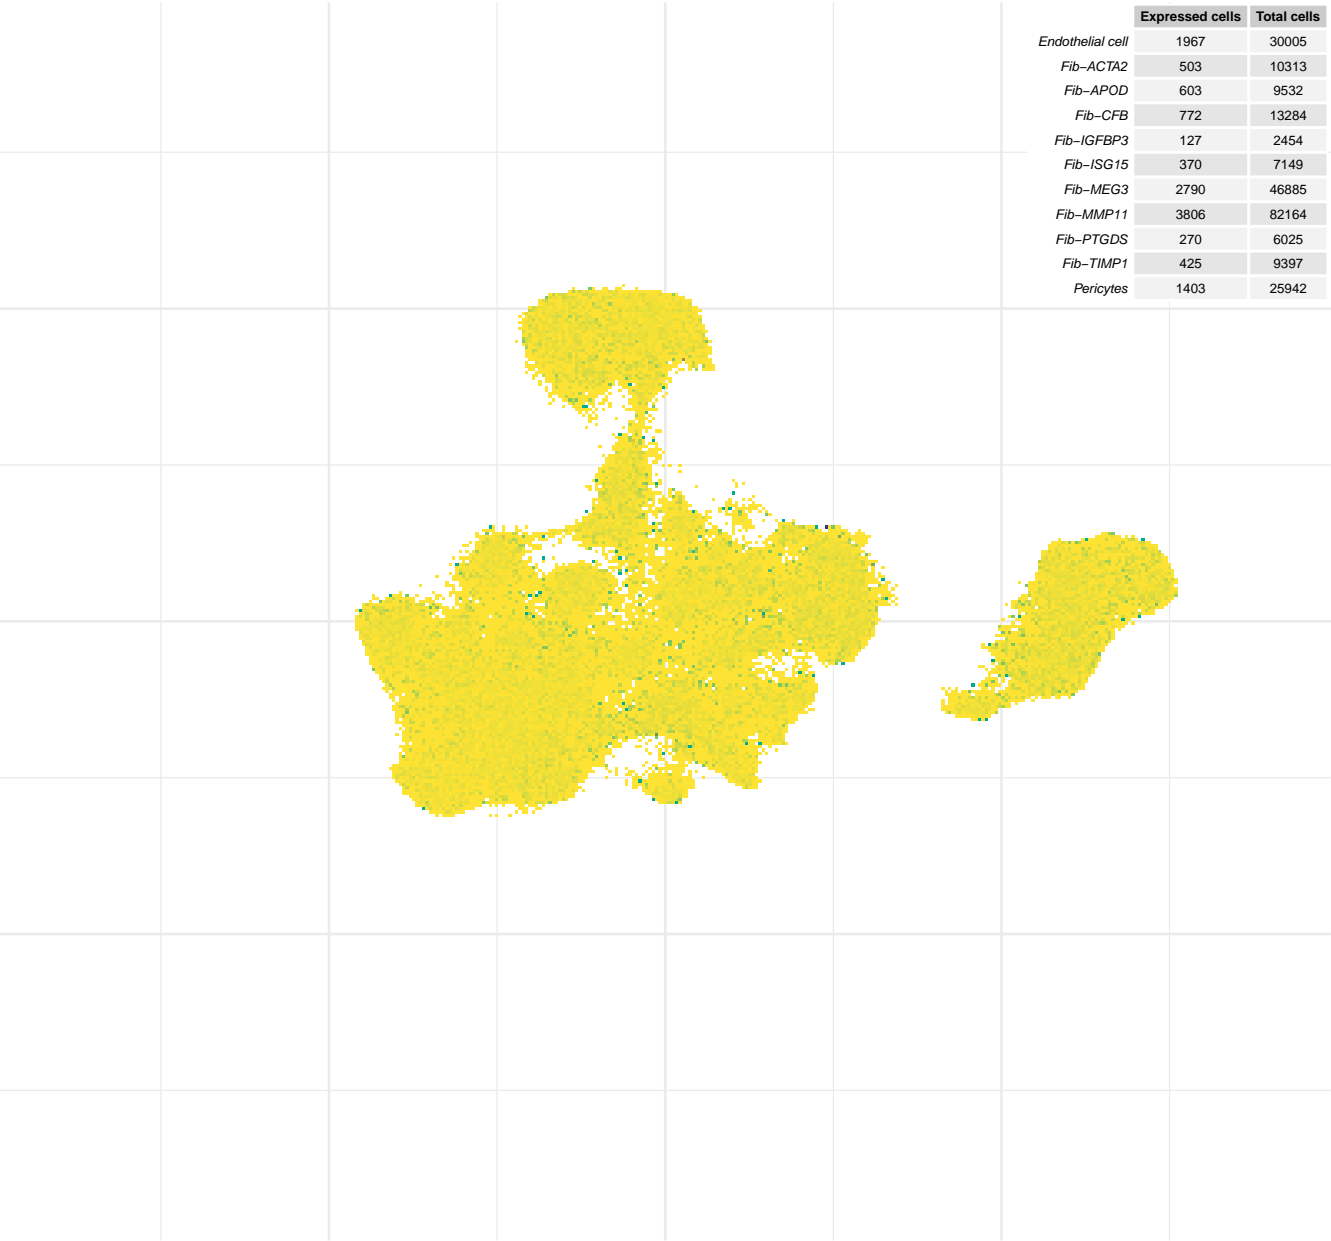 Expressed cells Total cells
Endothelial cell 1967 30005
Fib−ACTA2 503 10313
Fib−APOD 603 9532
Fib−CFB 772 13284
Fib−IGFBP3 127 2454
Fib−ISG15 370 7149
Fib−MEG3 2790 46885
Fib−MMP11 3806 82164
Fib−PTGDS 270 6025
Fib−TIMP1 425 9397
Pericytes 1403 25942